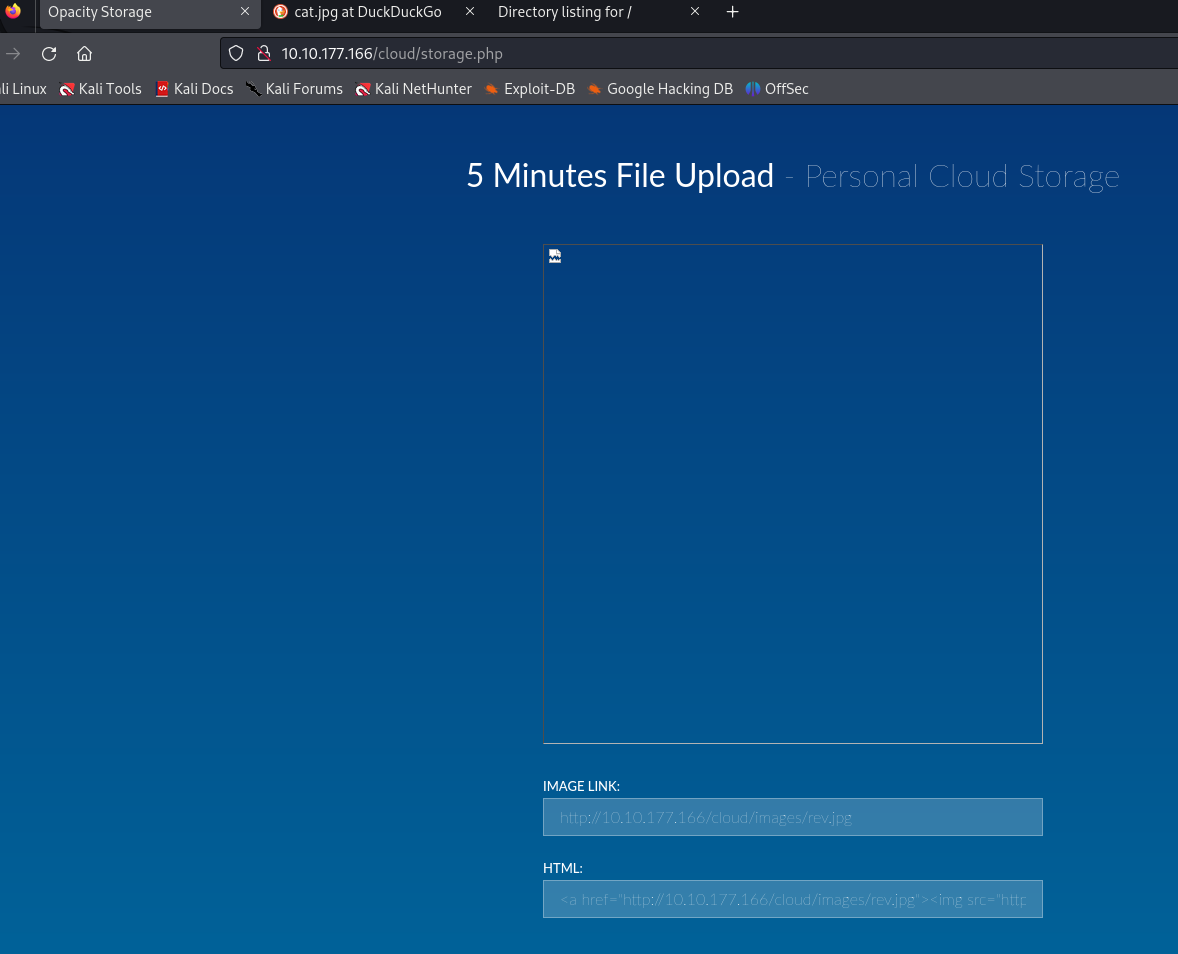 Opacity Storage
cat.jpg at DuckDuckGo
Directory listing for /
10.10.177.166/cloud/storage.php
li Linux
Kali Tools
Kali Docs
Kali Forums
Kali NetHunter
Exploit-DB
Google Hacking DB
OffSec
5 Minutes File Upload - Personal Cloud Storage
IMAGE LINK:
http://10.10.177.166/cloud/images/rev.jpg
HTML:
<a href="http://10.10.177.166/cloud/images/rev.jpg"><img src="http